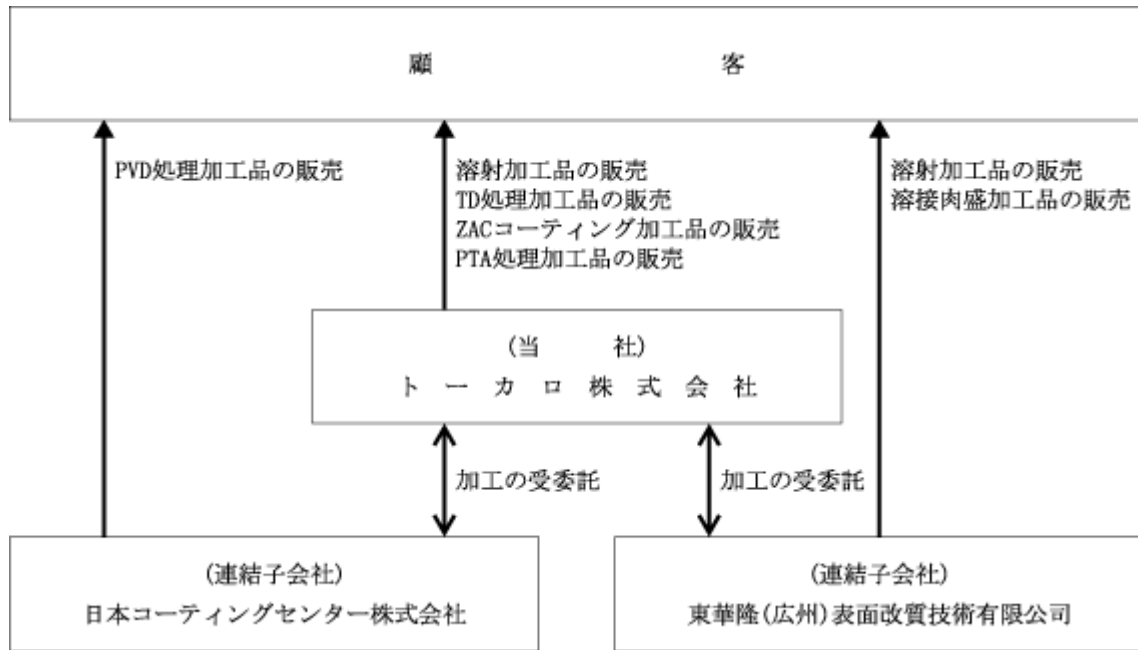 顧 客
PVD処理加工品の販売
溶射加工品の販売
TD処理加工品の販売
ZACコーティング加工品の販売
PTA処理加工品の販売
溶射加工品の販売
溶接肉盛加工品の販売
(当 社)
トーカロ株式会社
加工の受委託
加工の受委託
(連結子会社)
日本コーティングセンター株式会社
(連結子会社)
東華隆(広州)表面改質技術有限公司